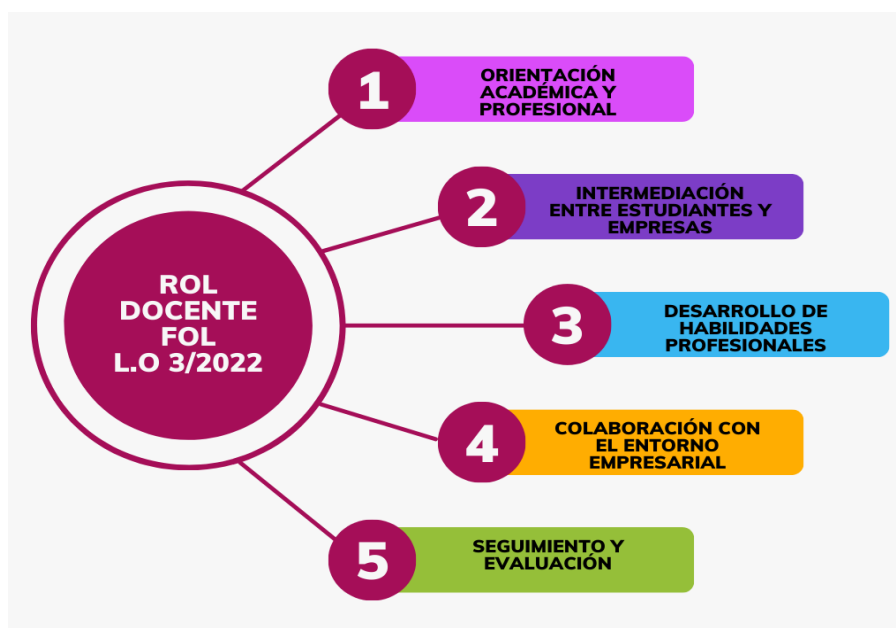 ROL
DOCENTE
FOL
L.O 3/2022
1
ORIENTACIÓN
ACADÉMICA Y
PROFESIONAL
2
INTERMEDIACIÓN
ENTRE ESTUDIANTES Y
EMPRESAS
3
DESARROLLO DE
HABILIDADES
PROFESIONALES
4
COLABORACIÓN CON
EL ENTORNO
EMPRESARIAL
5
SEGUIMIENTO Y
EVALUACIÓN